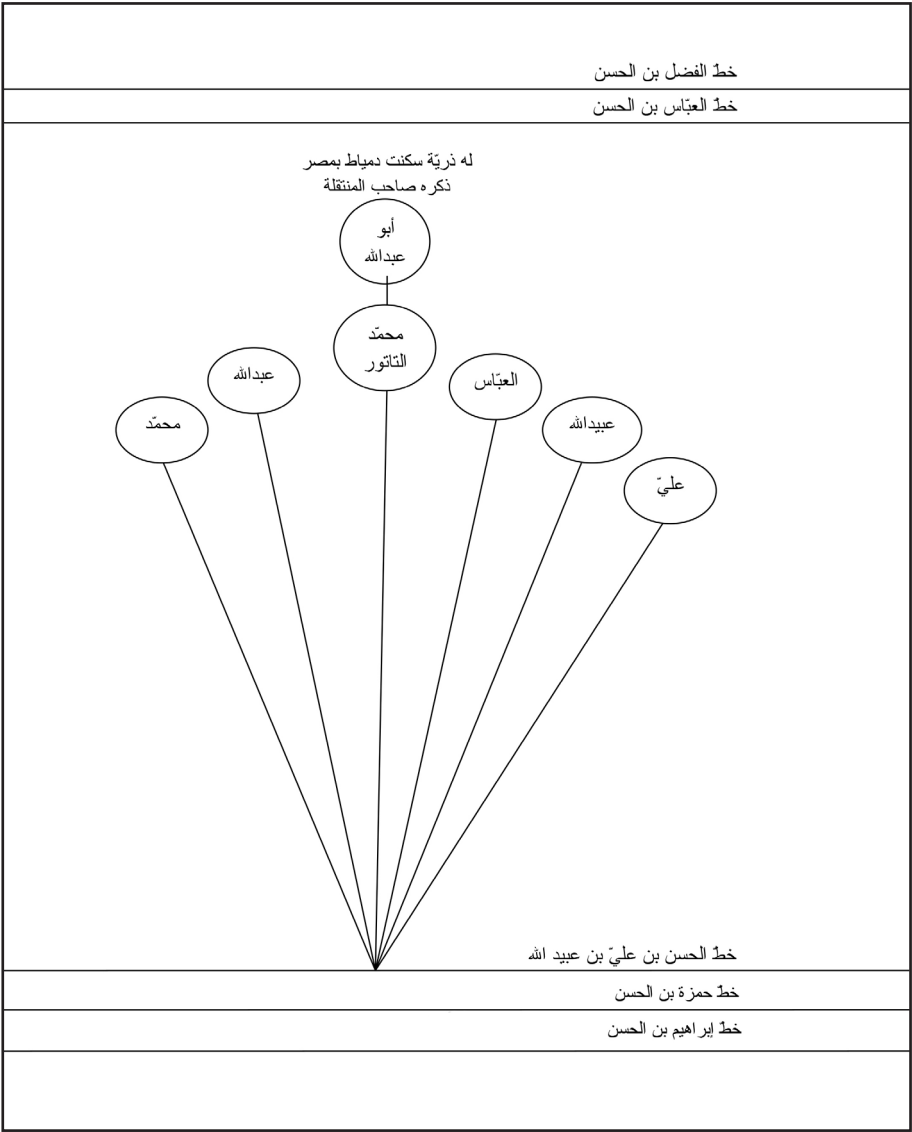 خطّ الفضل بن الحسن
خطّ العبّاس بن الحسن
له ذريّة سكنت دمياط بمصر
ذكره صاحب المنتقلة
أبو
عبدالله
محمّد
التاتور
العبّاس
عبدالله
عبيدالله
محمّد
عليّ
خطّ الحسن بن عليّ بن عبيد الله
خطّ حمزة بن الحسن
خطّ إبراهيم بن الحسن